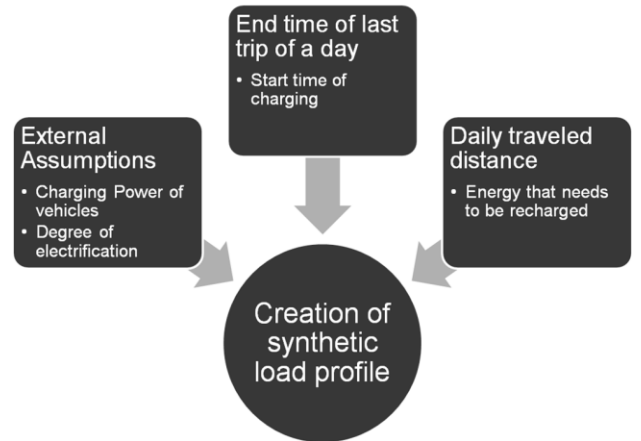 End time of last
trip of a day
• Start time of
charging
External
Assumptions
• Charging Power of
vehicles
• Degree of
electrification
Daily traveled
distance
• Energy that needs
to be recharged
Creation of
synthetic
load profile